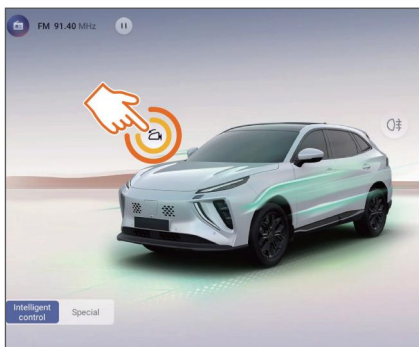 FM 91.40 MHz
Intelligent
control
Special